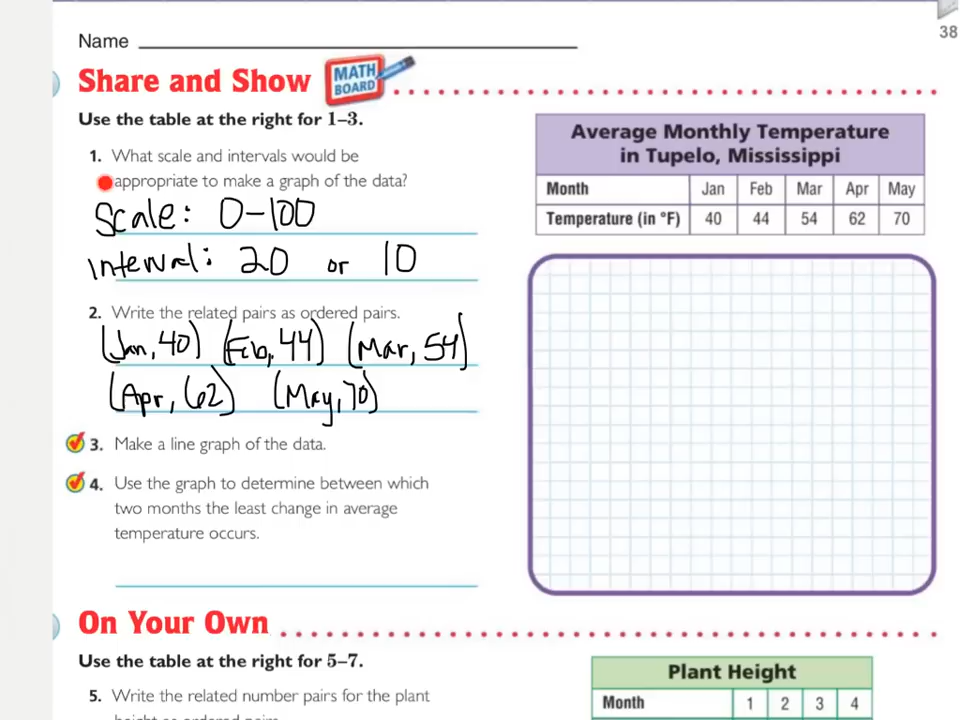 38
Name
Share and Show
MATH
BOARD
Use the table at the right for 1–3.
1. What scale and intervals would be
appropriate to make a graph of the data?
Scale: 0-100
interval: 20 or 10
2. Write the related pairs as ordered pairs.
(Jan, 40) (Feb, 44) (Mar, 54)
(Apr, 62) (May, 70)
3. Make a line graph of the data.
4. Use the graph to determine between which
two months the least change in average
temperature occurs.
Average Monthly Temperature
in Tupelo, Mississippi
Month Jan Feb Mar Apr May
Temperature (in °F) 40 44 54 62 70
On Your Own
Use the table at the right for 5–7.
5. Write the related number pairs for the plant
height as ordered pairs.
Plant Height
Month 1 2 3 4